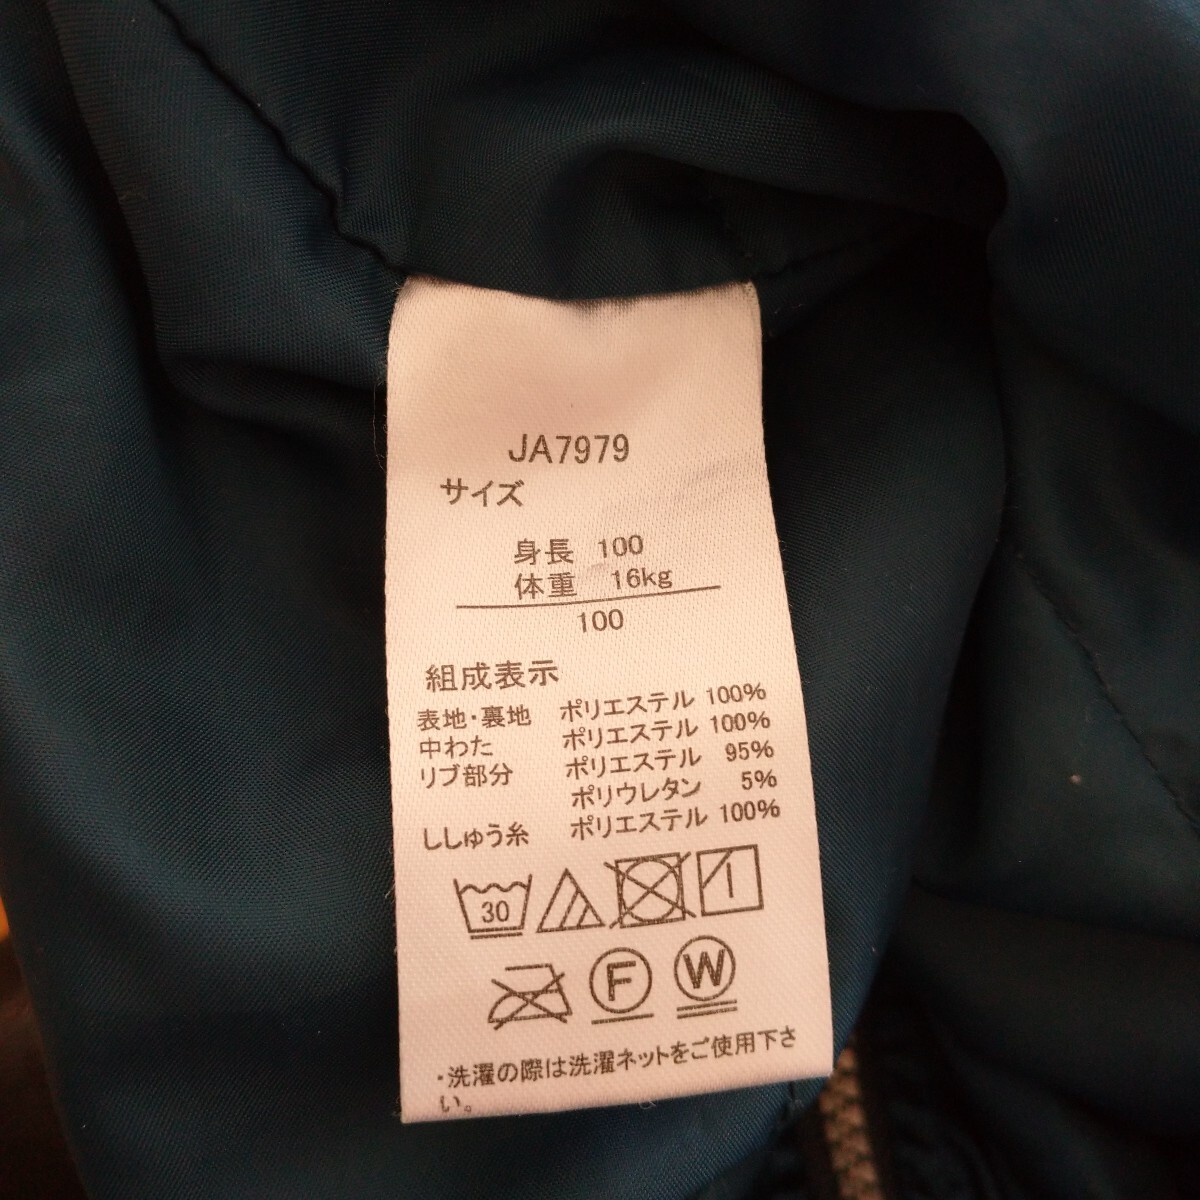 JA7979
サイズ
身長 100
体重 16kg
100
組成表示
表地・裏地 ポリエステル 100%
中わた ポリエステル 100%
リブ部分 ポリエステル 95%
ポリウレタン 5%
ししゅう糸 ポリエステル 100%
30
F W
・洗濯の際は洗濯ネットをご使用下さ
い。